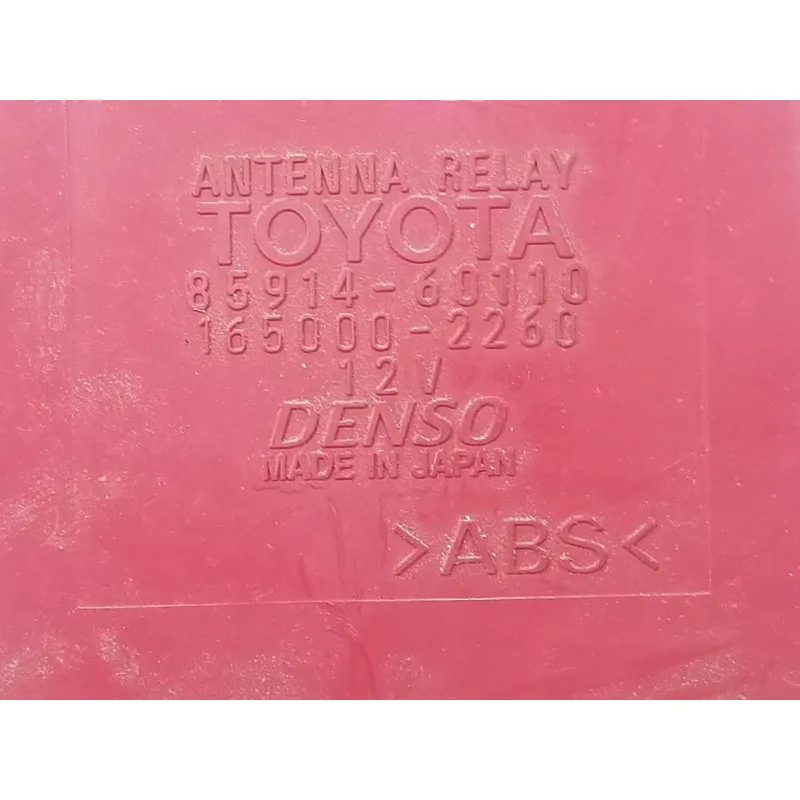 ANTENNA RELAY
TOYOTA
85914-60110
165000-2260
12V
DENSO
MADE IN JAPAN
>ABS<